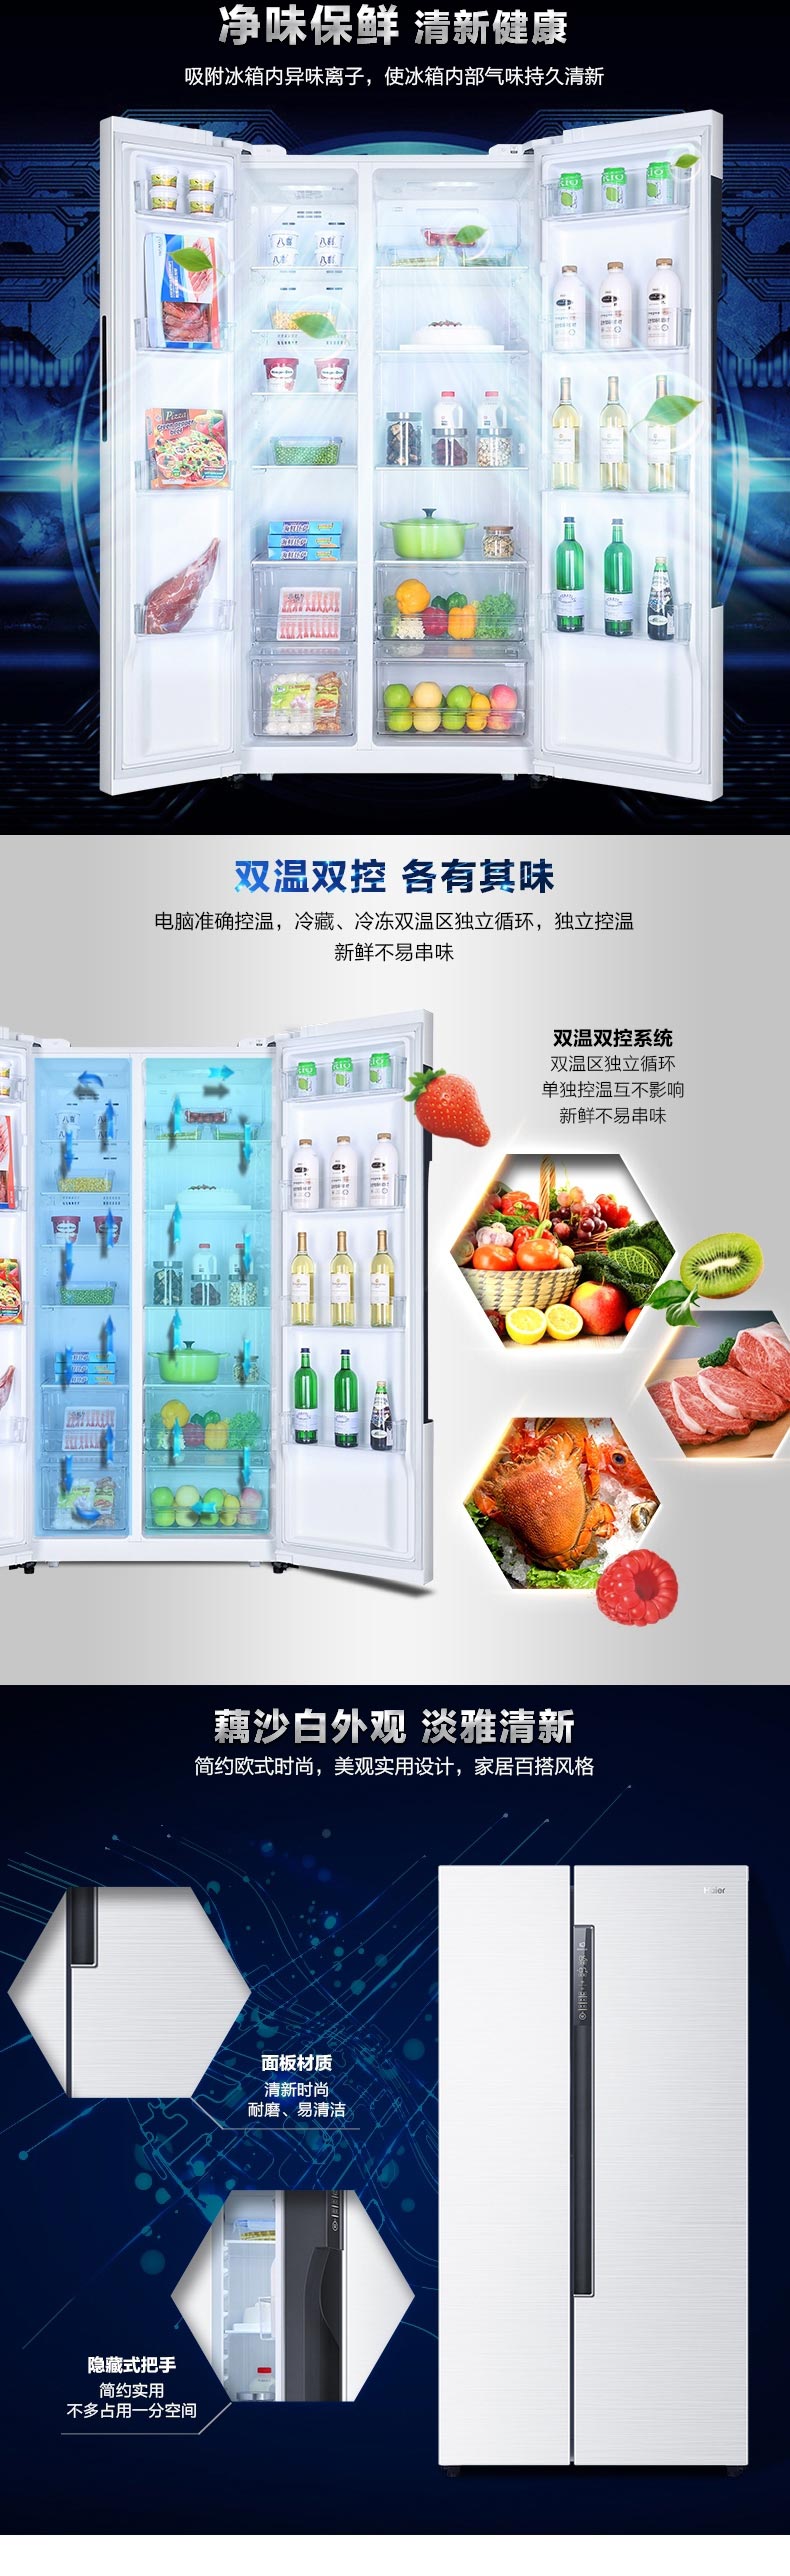 净味保鲜 清新健康
吸附冰箱内异味离子，使冰箱内部气味持久清新
八喜
八喜
Pizza
双温双控 各有其味
电脑准确控温，冷藏、冷冻双温区独立循环，独立控温
新鲜不易串味
双温双控系统
双温区独立循环
单独控温互不影响
新鲜不易串味
藕沙白外观 淡雅清新
简约欧式时尚，美观实用设计，家居百搭风格
Haier
面板材质
清新时尚
耐磨、易清洁
隐藏式把手
简约实用
不多占用一分空间